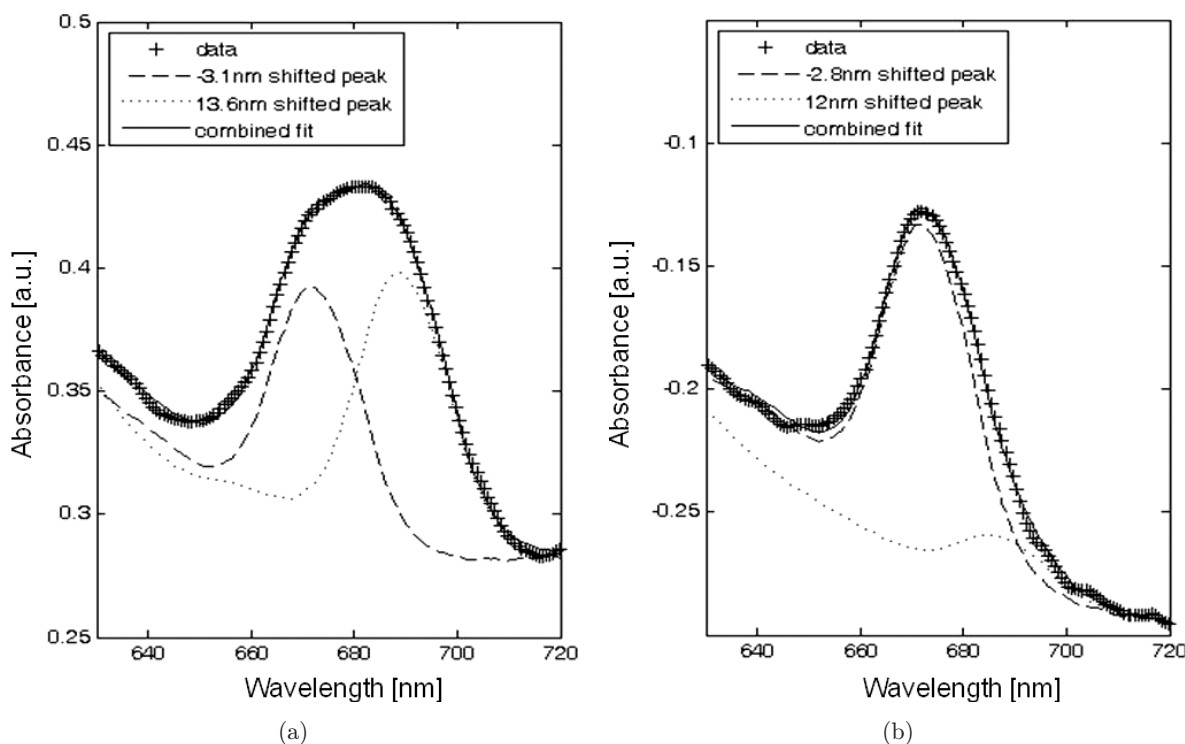 0.5
0.45
0.4
0.35
0.3
0.25
Absorbance [a.u.]
data
-3.1nm shifted peak
13.6nm shifted peak
combined fit
640
660
680
700
720
Wavelength [nm]
(a)
-0.1
-0.15
-0.2
-0.25
Absorbance [a.u.]
data
-2.8nm shifted peak
12nm shifted peak
combined fit
640
660
680
700
720
Wavelength [nm]
(b)